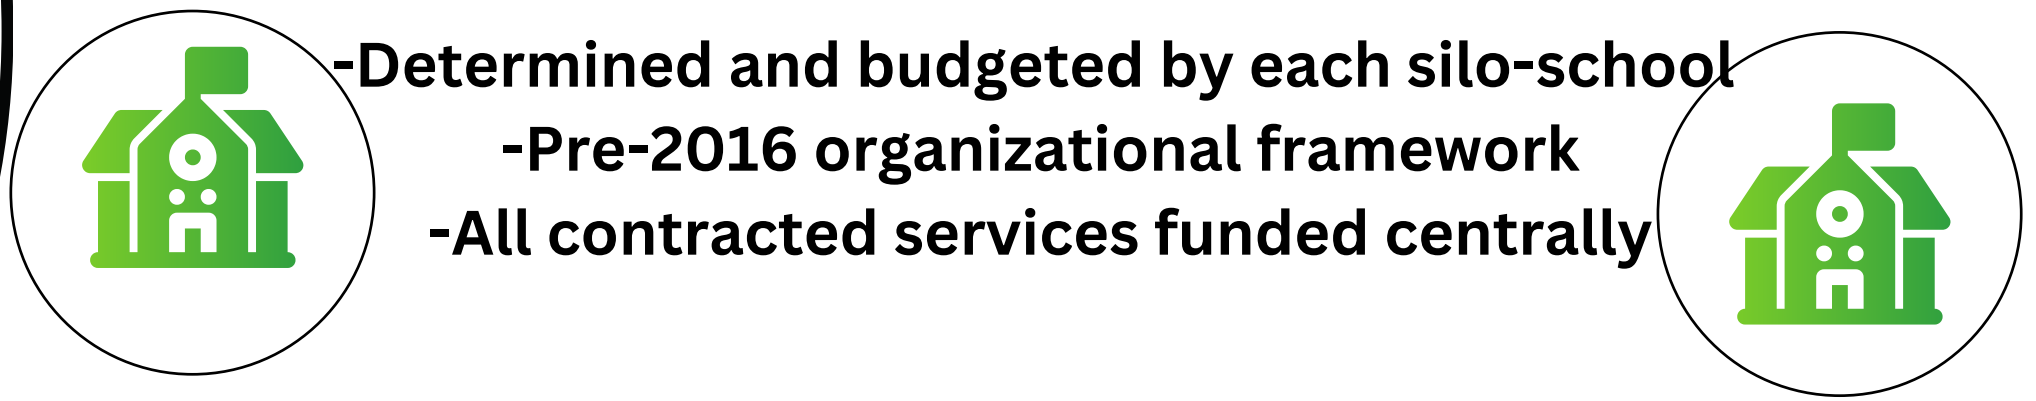 -Determined and budgeted by each silo-school
-Pre-2016 organizational framework
-All contracted services funded centrally